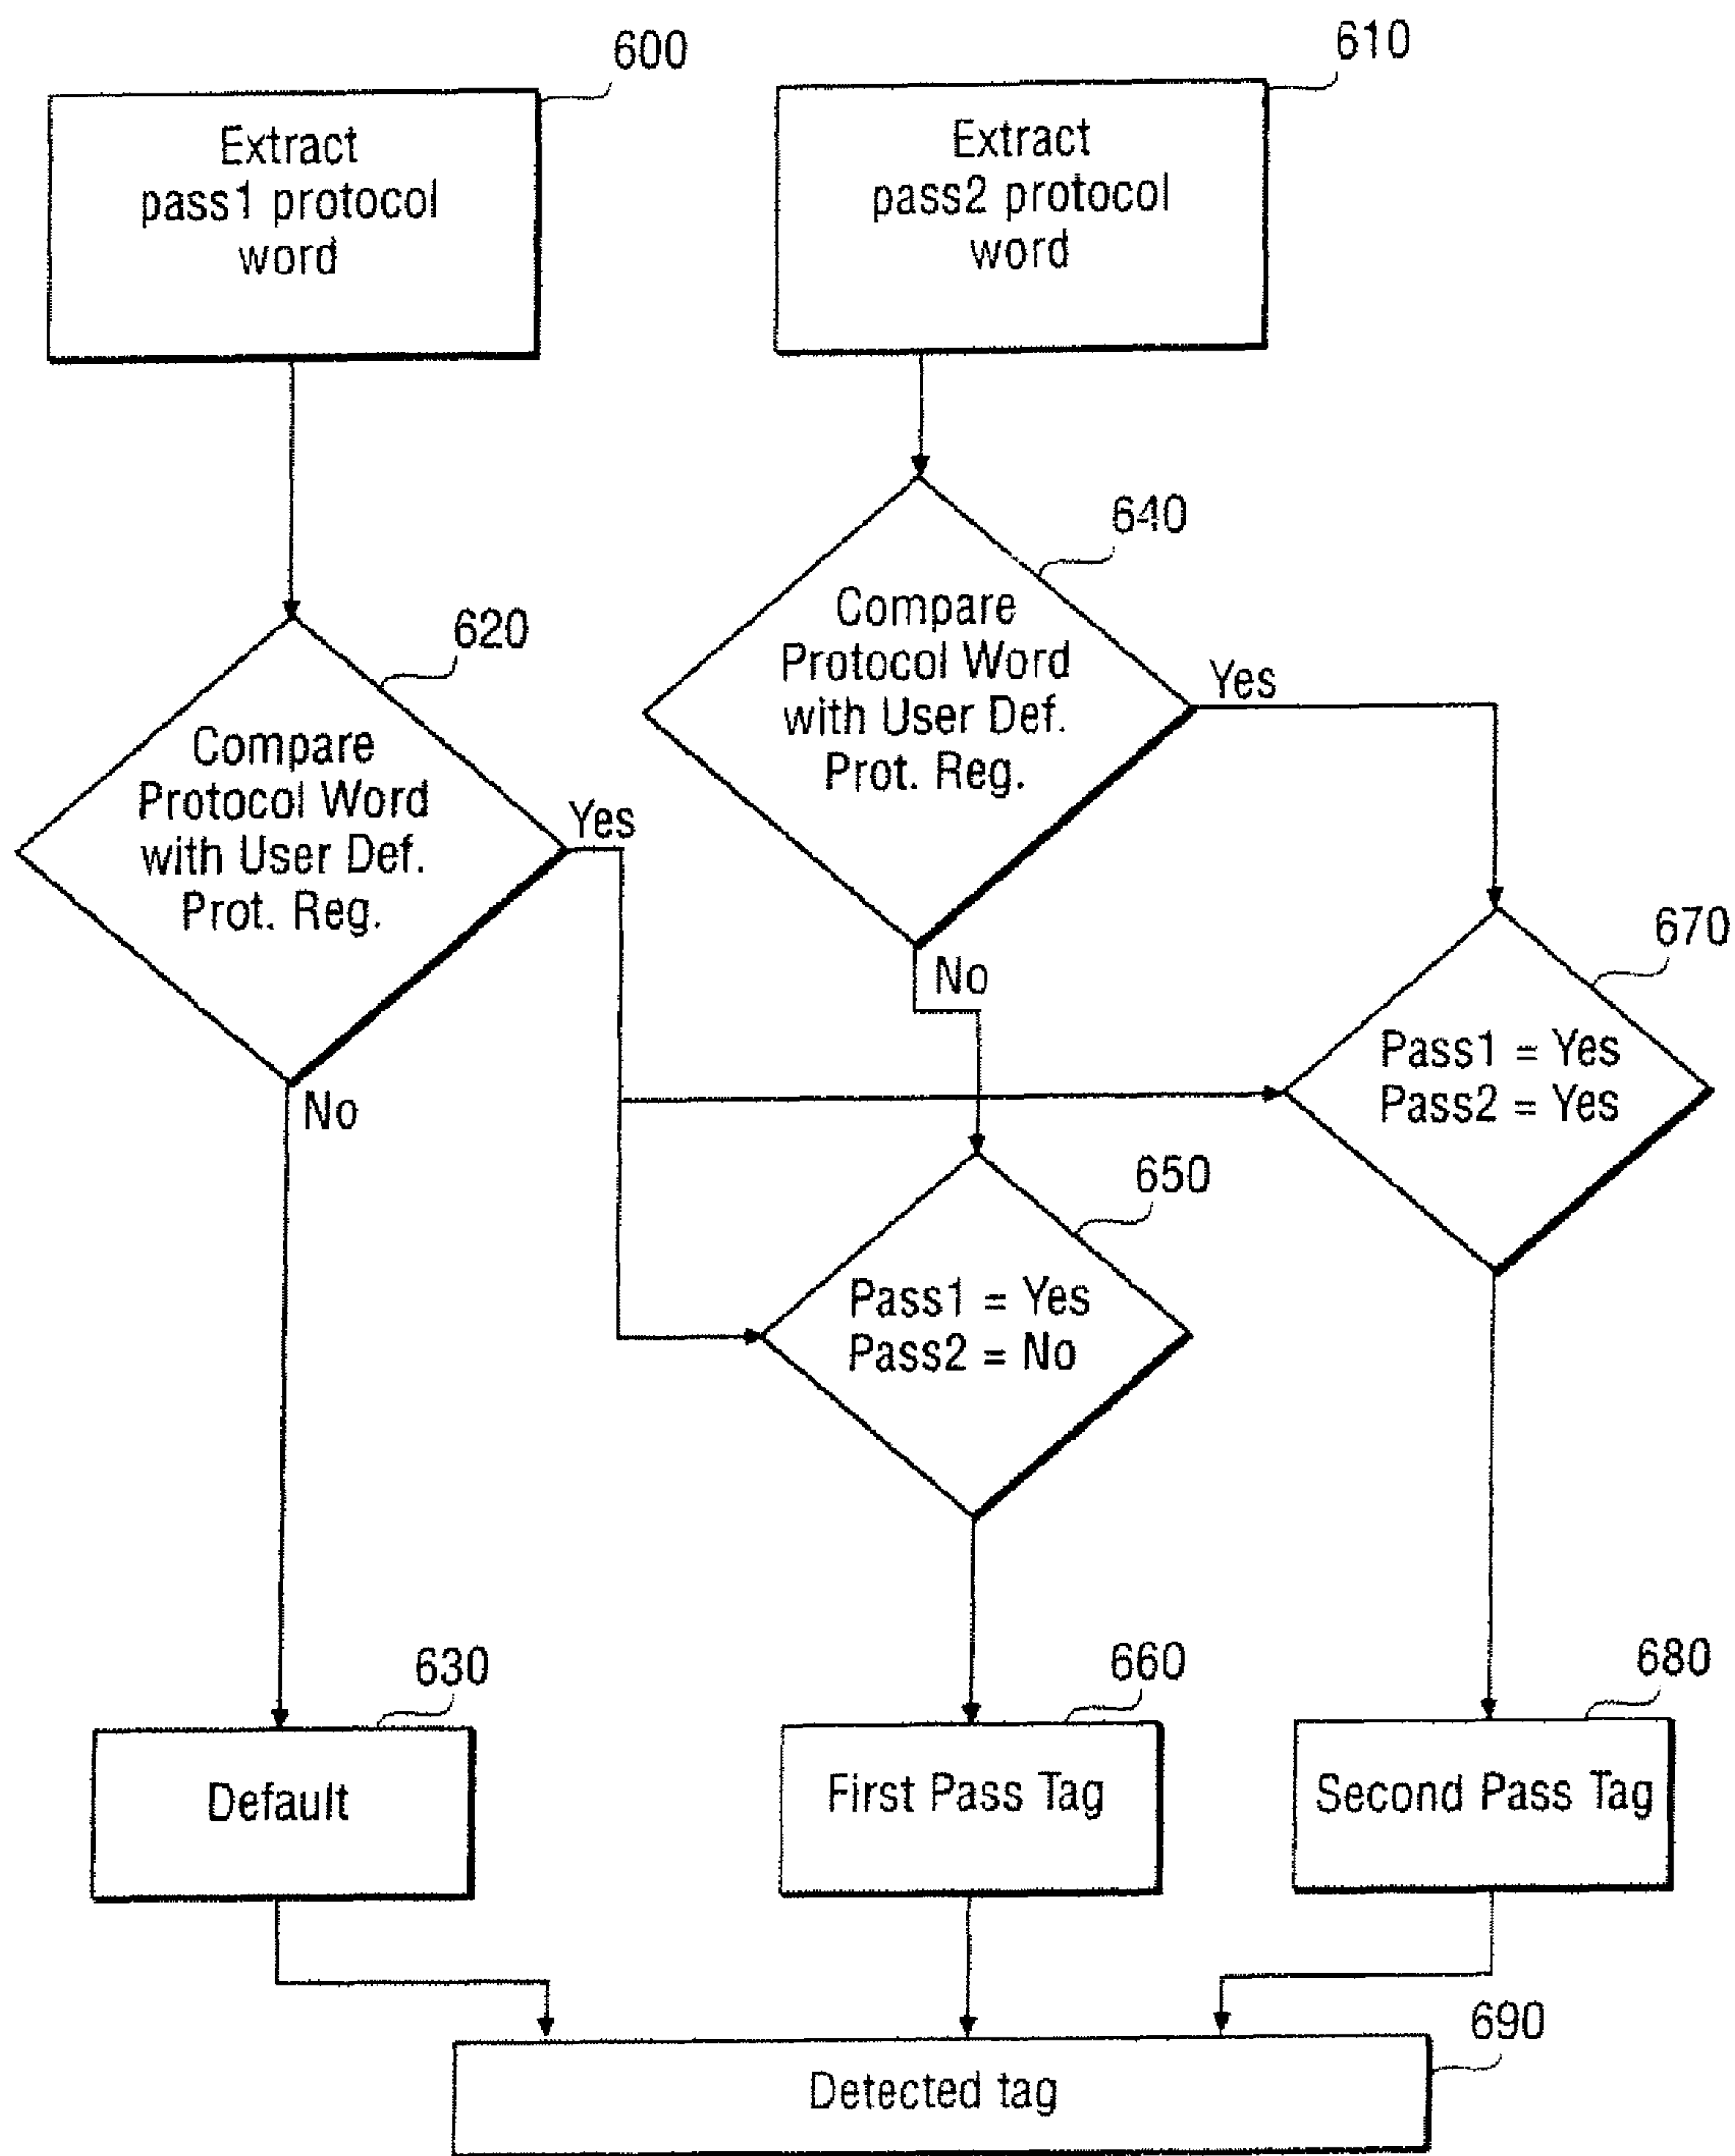 600
Extract
pass1 protocol
word
610
Extract
pass2 protocol
word
620
Compare
Protocol Word
with User Def.
Prot. Reg.
Yes
No
640
Compare
Protocol Word
with User Def.
Prot. Reg.
Yes
No
670
Pass1 = Yes
Pass2 = Yes
650
Pass1 = Yes
Pass2 = No
630
Default
660
First Pass Tag
680
Second Pass Tag
690
Detected tag